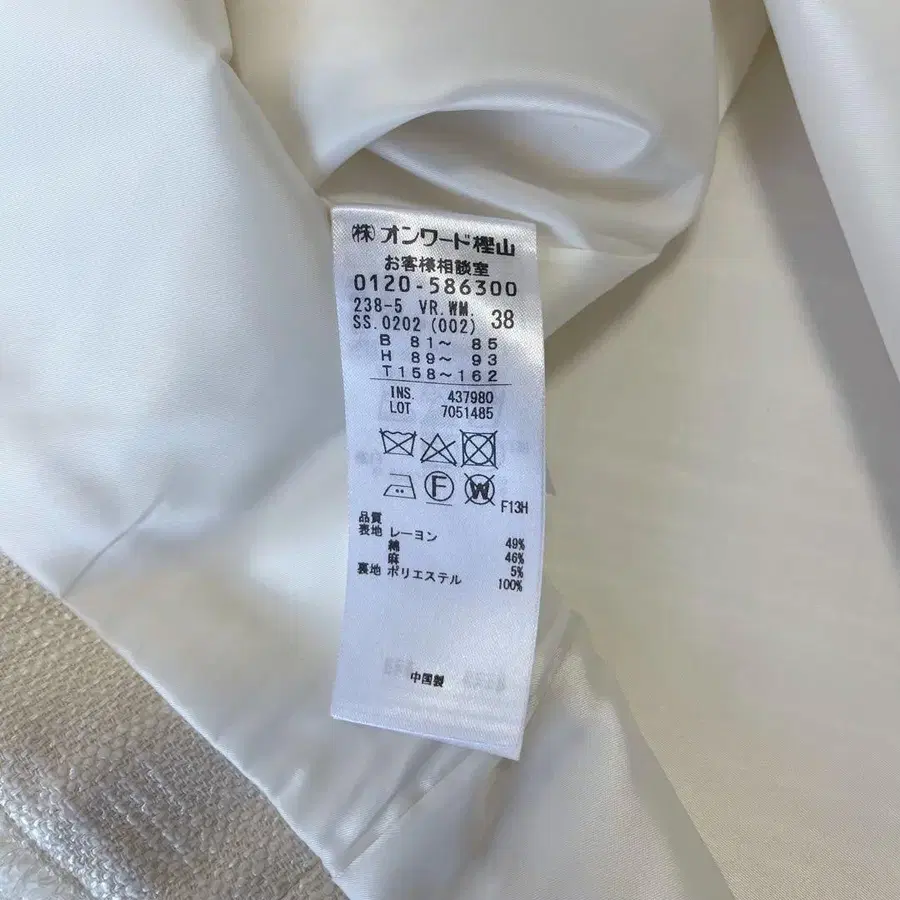 ㈱オンワード樫山
お客様相談室
0120-586300
238-5 VR.WM.
SS.0202 (002) 38
B 81〜 85
H 89〜 93
T158〜162
INS. 437980
LOT 7051485
F W
F13H
品質
表地 レーヨン 49%
綿 46%
麻 5%
裏地 ポリエステル 100%
中国製